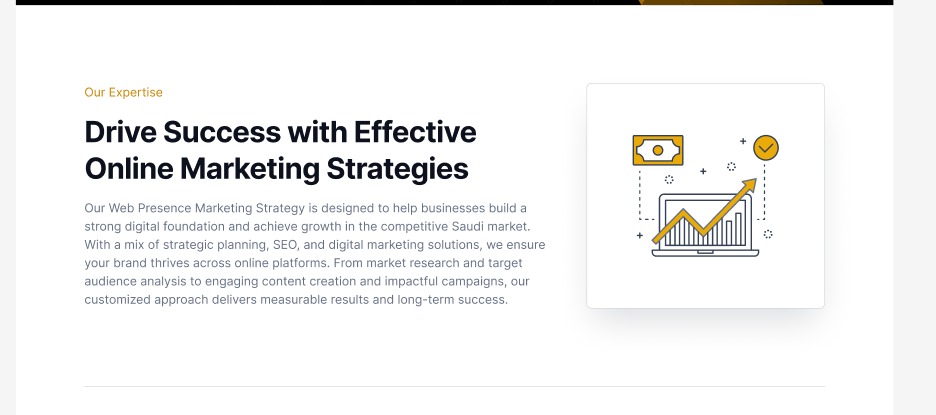 Our Expertise
Drive Success with Effective
Online Marketing Strategies
Our Web Presence Marketing Strategy is designed to help businesses build a
strong digital foundation and achieve growth in the competitive Saudi market.
With a mix of strategic planning, SEO, and digital marketing solutions, we ensure
your brand thrives across online platforms. From market research and target
audience analysis to engaging content creation and impactful campaigns, our
customized approach delivers measurable results and long-term success.